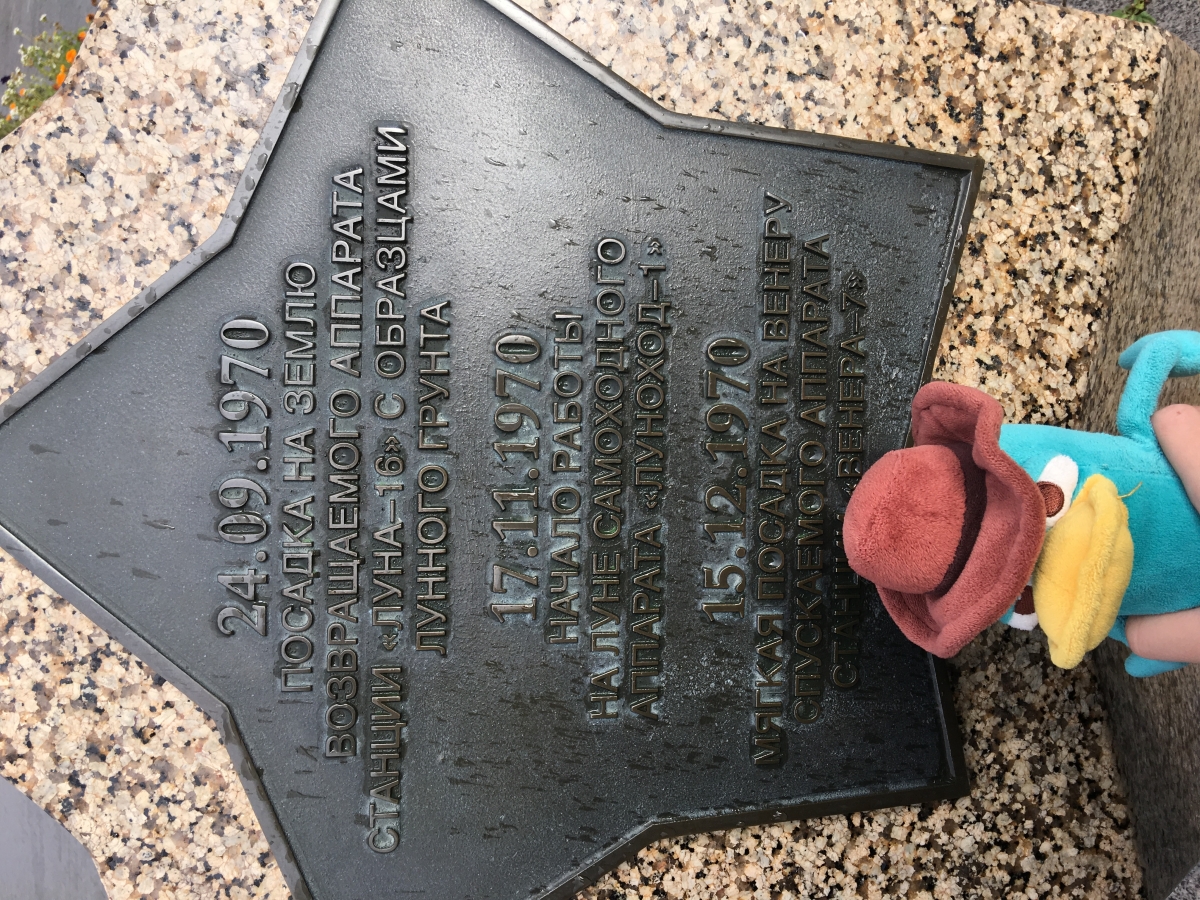 24.09.1970
ПОСАДКА НА ЗЕМЛЮ
ВОЗВРАЩАЕМОГО АППАРАТА
СТАНЦИИ «ЛУНА–16» С ОБРАЗЦАМИ
ЛУННОГО ГРУНТА
17.11.1970
НАЧАЛО РАБОТЫ
НА ЛУНЕ САМОХОДНОГО
АППАРАТА «ЛУНОХОД–1»
15.12.1970
МЯГКАЯ ПОСАДКА НА ВЕНЕРУ
СПУСКАЕМОГО АППАРАТА
СТАНЦИИ «ВЕНЕРА–7»